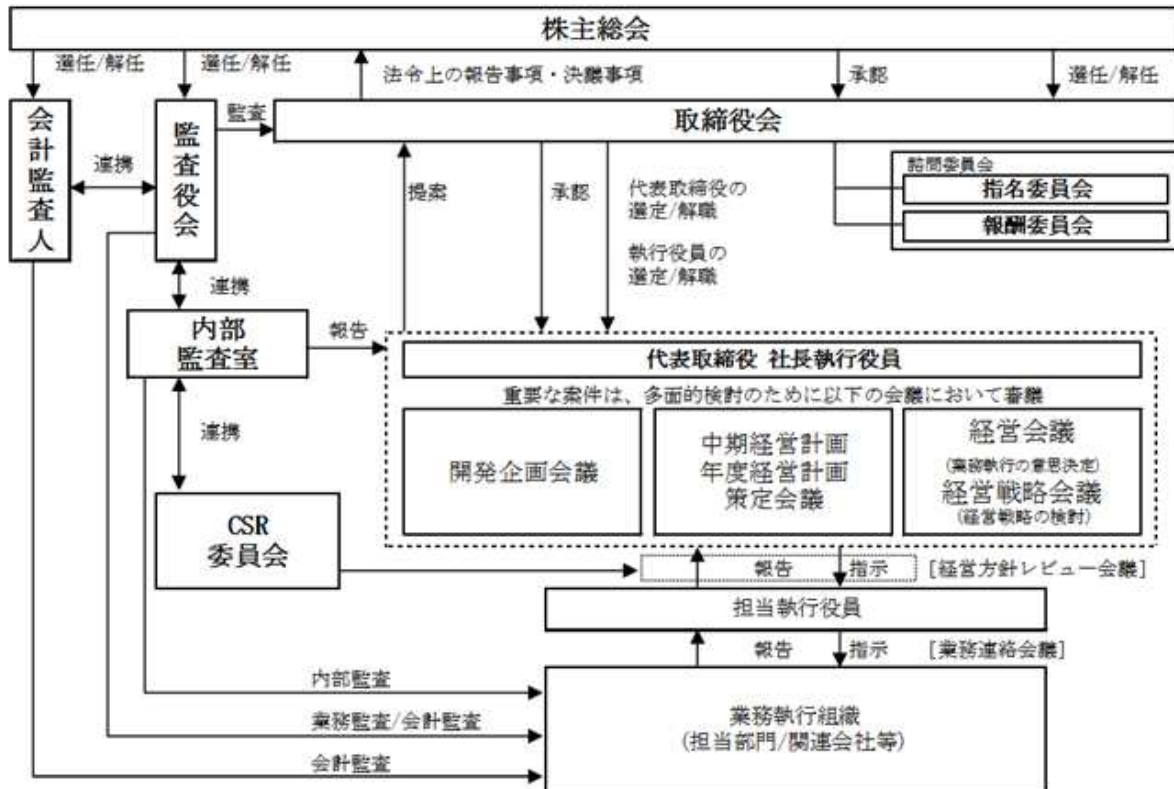 株主総会
選任/解任
選任/解任
法令上の報告事項・決議事項
承認
選任/解任
会計監査人
監査役会
監査
取締役会
連携
提案
承認
代表取締役の
選定/解職
執行役員の
選定/解職
諮問委員会
指名委員会
報酬委員会
連携
内部
監査室
報告
代表取締役 社長執行役員
重要な案件は、多面的検討のために以下の会議において審議
連携
開発企画会議
中期経営計画
年度経営計画
策定会議
経営会議
(業務執行の意思決定)
経営戦略会議
(経営戦略の検討)
CSR
委員会
報告
指示
[経営方針レビュー会議]
担当執行役員
報告
指示
[業務連絡会議]
内部監査
業務監査/会計監査
会計監査
業務執行組織
(担当部門/関連会社等)